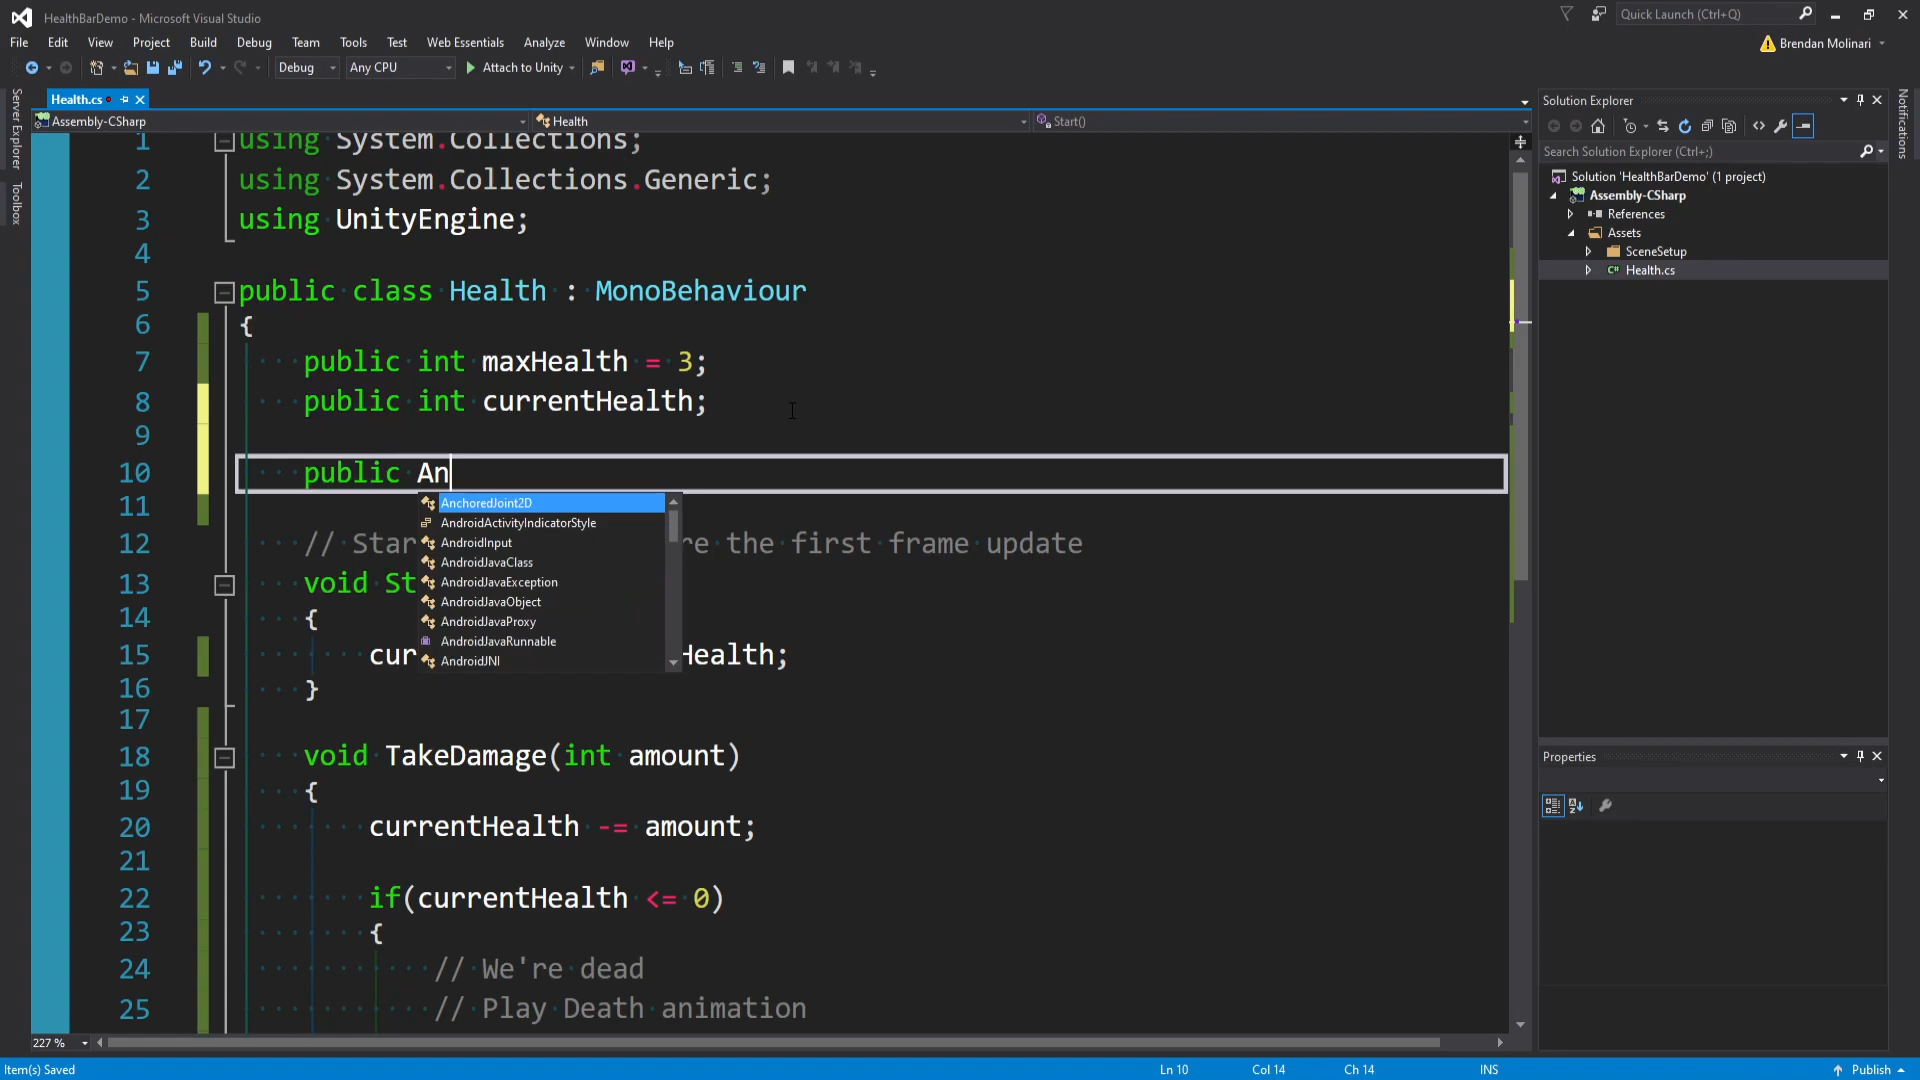 HealthBarDemo - Microsoft Visual Studio
Quick Launch (Ctrl+Q)
File Edit View Project Build Debug Team Tools Test Web Essentials Analyze Window Help
Brendan Molinari
Debug Any CPU Attach to Unity
Server Explorer
Toolbox
Notifications
Health.cs
Assembly-CSharp Health Start()
1 using System.Collections;
2 using System.Collections.Generic;
3 using UnityEngine;
4
5 public class Health : MonoBehaviour
6 {
7 public int maxHealth = 3;
8 public int currentHealth;
9
10 public An
11
AnchoredJoint2D
AndroidActivityIndicatorStyle
AndroidInput
AndroidJavaClass
AndroidJavaException
AndroidJavaObject
AndroidJavaProxy
AndroidJavaRunnable
AndroidJNI
12 // Star re the first frame update
13 void St
14 {
15 cur Health;
16 }
17
18 void TakeDamage(int amount)
19 {
20 currentHealth -= amount;
21
22 if(currentHealth <= 0)
23 {
24 // We're dead
25 // Play Death animation
227 %
Solution Explorer
Search Solution Explorer (Ctrl+;)
Solution 'HealthBarDemo' (1 project)
Assembly-CSharp
References
Assets
SceneSetup
C# Health.cs
Properties
Item(s) Saved Ln 10 Col 14 Ch 14 INS Publish